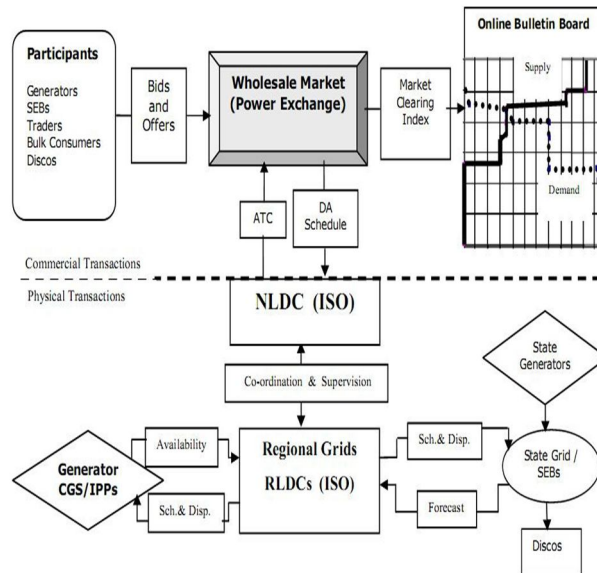 Participants
Generators
SEBs
Traders
Bulk Consumers
Discos
Bids
and
Offers
Wholesale Market
(Power Exchange)
Market
Clearing
Index
Online Bulletin Board
Supply
Demand
ATC
DA
Schedule
Commercial Transactions
Physical Transactions
NLDC (ISO)
Co-ordination & Supervision
State
Generators
Availability
Generator
CGS/IPPs
Sch.& Disp.
Regional Grids
RLDCs (ISO)
Sch.& Disp.
Forecast
State Grid /
SEBs
Discos